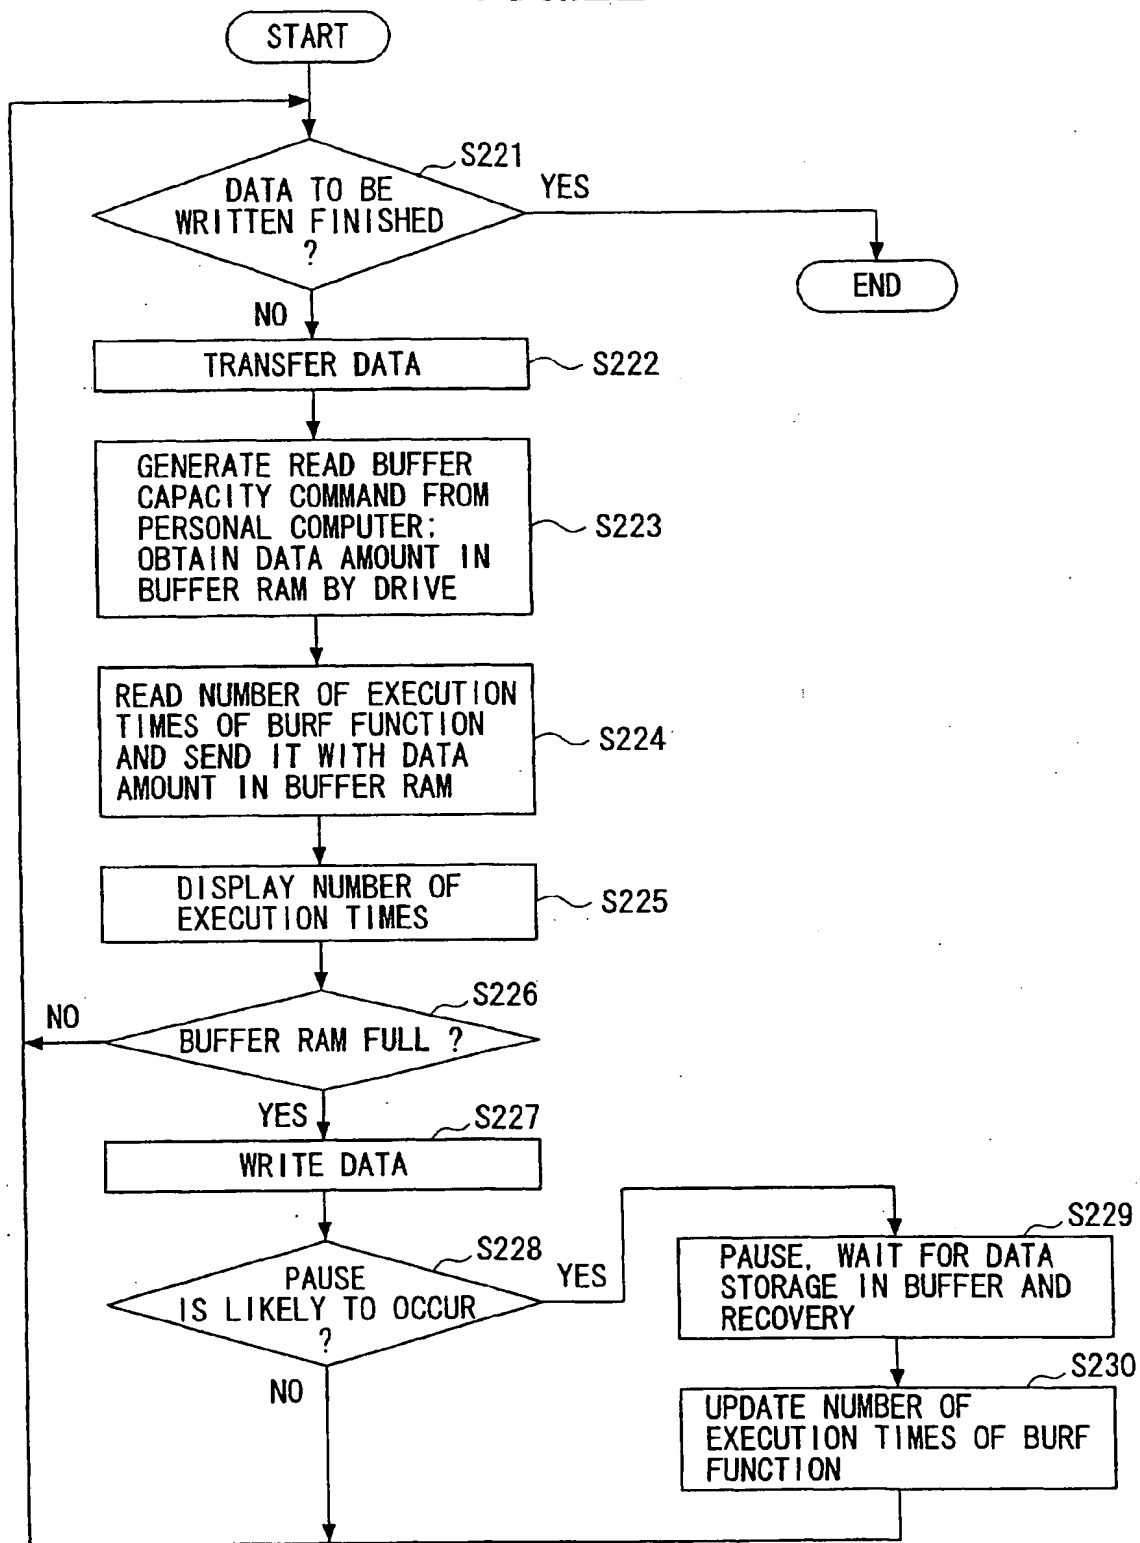 START
S221
DATA TO BE
WRITTEN FINISHED
?
YES
END
NO
TRANSFER DATA
S222
GENERATE READ BUFFER
CAPACITY COMMAND FROM
PERSONAL COMPUTER;
OBTAIN DATA AMOUNT IN
BUFFER RAM BY DRIVE
S223
READ NUMBER OF EXECUTION
TIMES OF BURF FUNCTION
AND SEND IT WITH DATA
AMOUNT IN BUFFER RAM
S224
DISPLAY NUMBER OF
EXECUTION TIMES
S225
S226
NO
BUFFER RAM FULL ?
YES
S227
WRITE DATA
S228
PAUSE
IS LIKELY TO OCCUR
?
YES
NO
S229
PAUSE, WAIT FOR DATA
STORAGE IN BUFFER AND
RECOVERY
S230
UPDATE NUMBER OF
EXECUTION TIMES OF BURF
FUNCTION